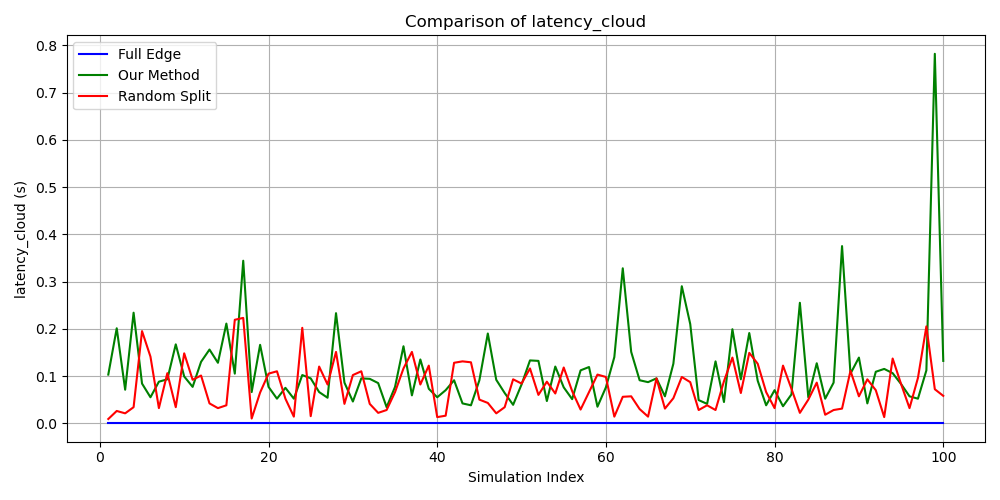 Comparison of latency_cloud
Full Edge
Our Method
Random Split
latency_cloud (s)
0.8
0.7
0.6
0.5
0.4
0.3
0.2
0.1
0.0
0 20 40 60 80 100
Simulation Index